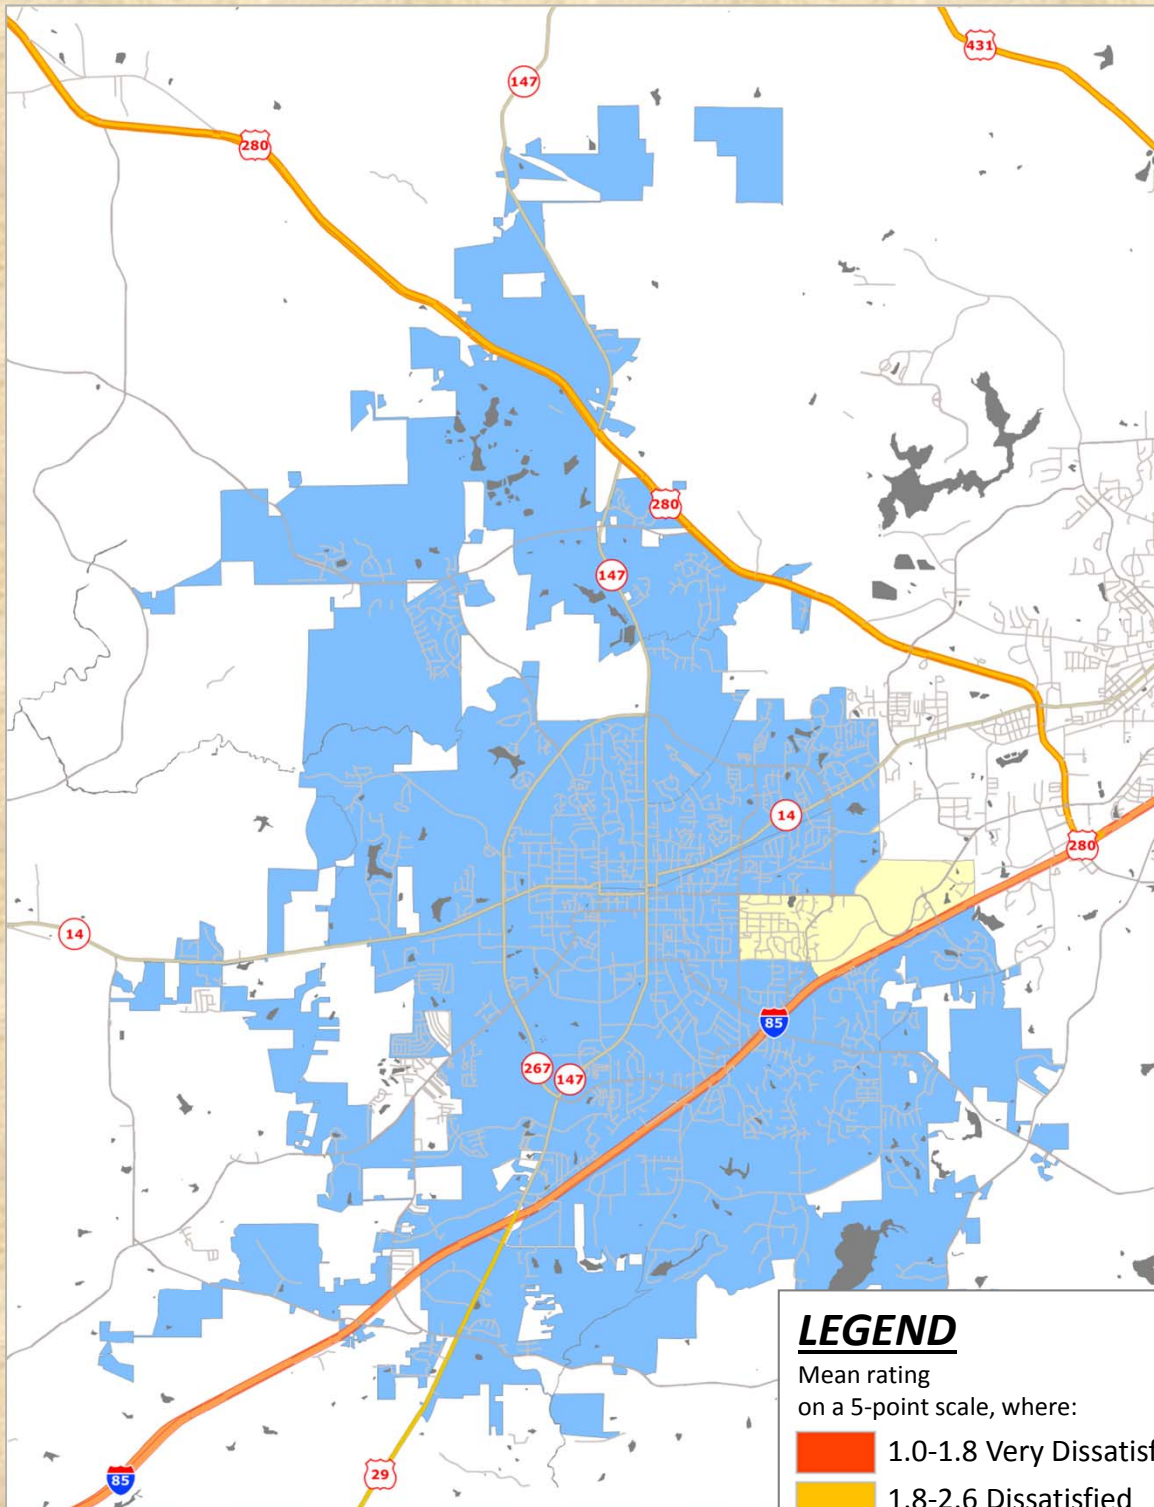 431
147
280
280
147
14
280
14
85
267
147
29
85
LEGEND
Mean rating
on a 5-point scale, where:
1.0-1.8 Very Dissatisf
1.8-2.6 Dissatisfied